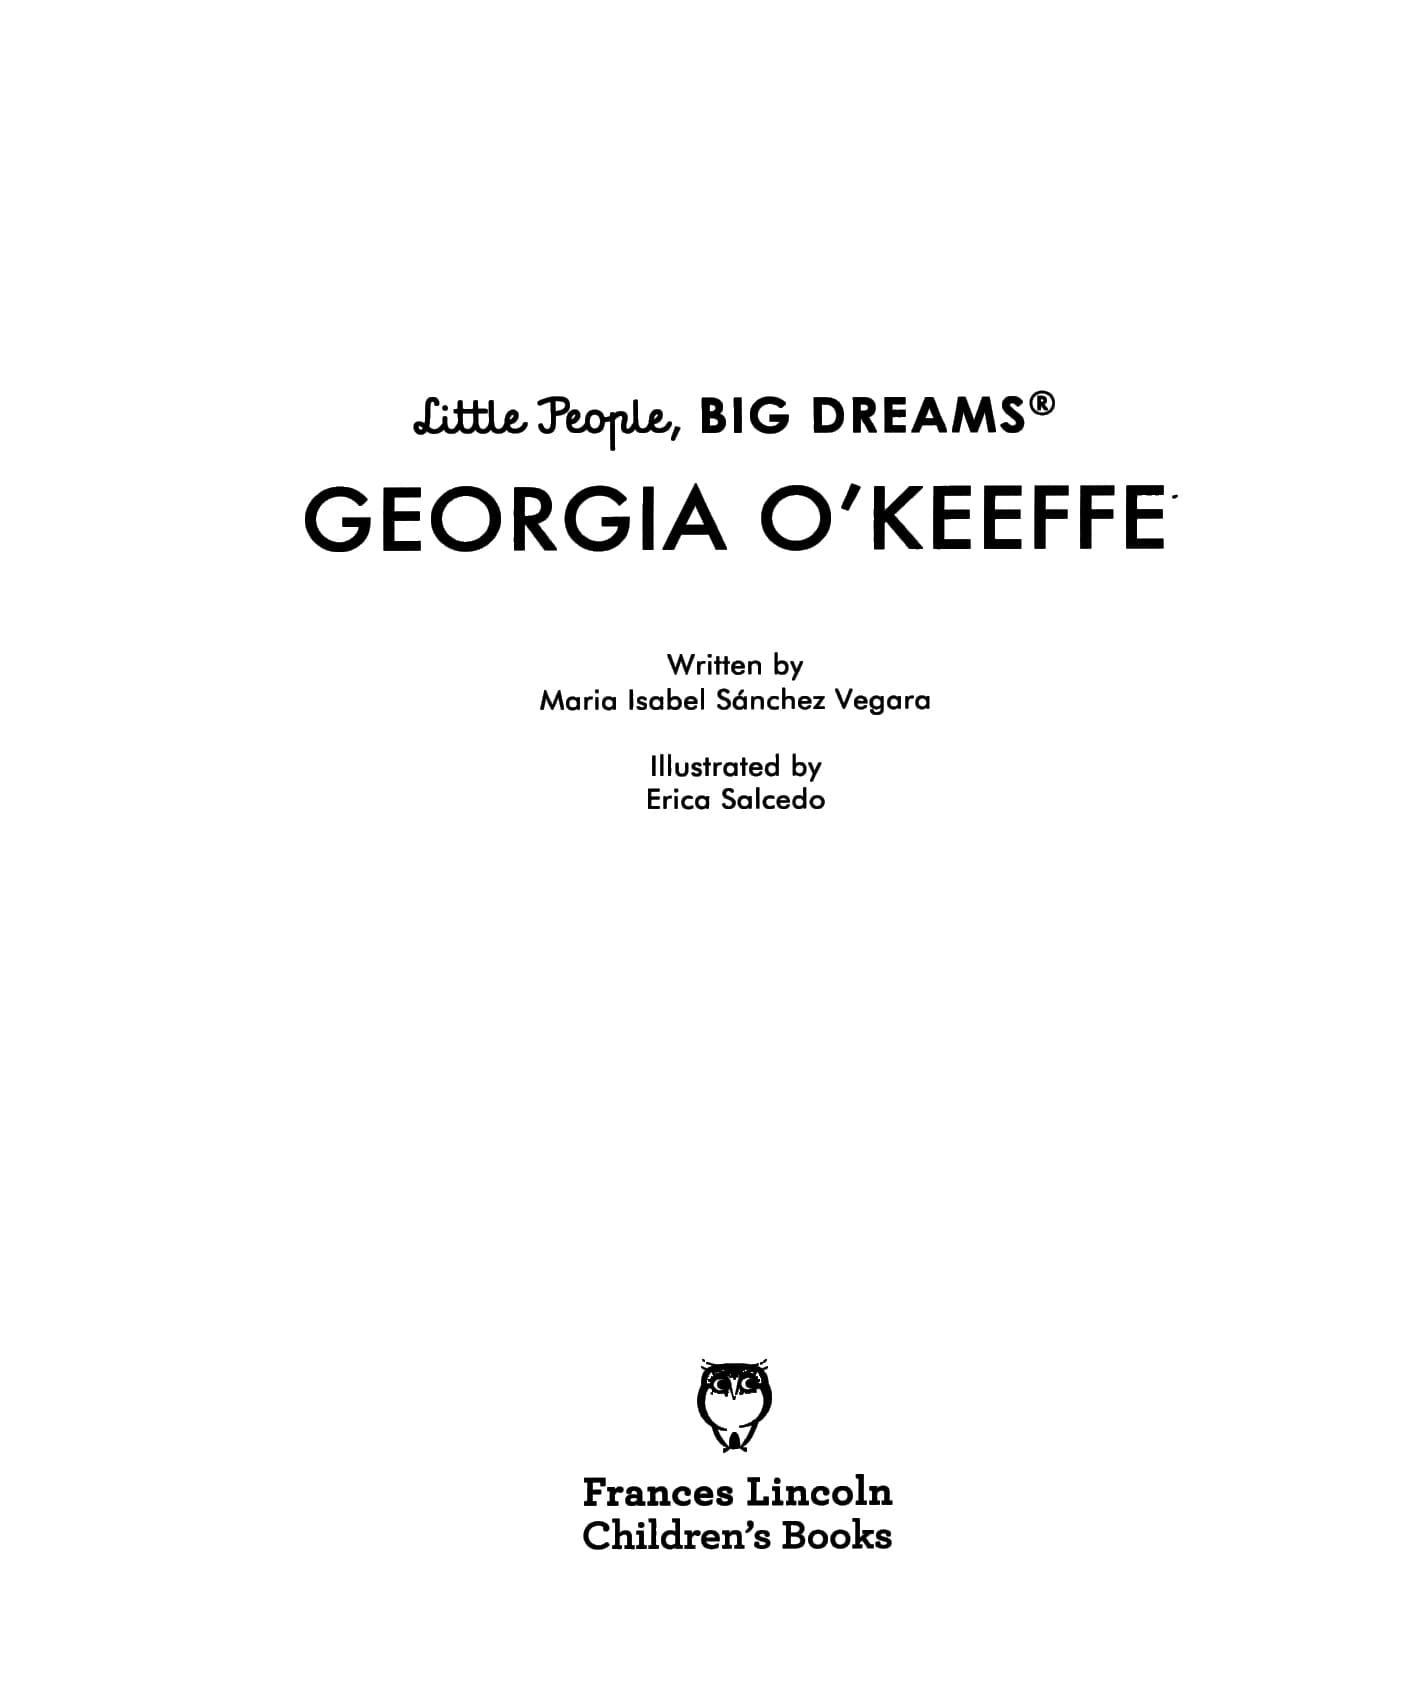 Little People, BIG DREAMS®
GEORGIA O’KEEFFE
Written by
Maria Isabel Sánchez Vegara
Illustrated by
Erica Salcedo
Frances Lincoln
Children’s Books